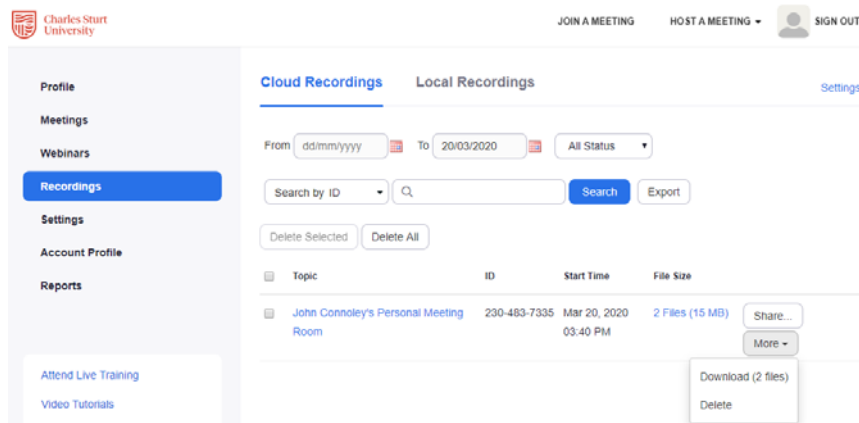 Charles Sturt
University
JOIN A MEETING
HOST A MEETING
SIGN OUT
Profile
Meetings
Webinars
Recordings
Settings
Account Profile
Reports
Attend Live Training
Video Tutorials
Cloud Recordings
Local Recordings
Settings
From dd/mm/yyyy To 20/03/2020 All Status
Search by ID Search Export
Delete Selected Delete All
Topic ID Start Time File Size
John Connoley's Personal Meeting 230-483-7335 Mar 20, 2020 2 Files (15 MB) Share...
Room 03:40 PM More
Download (2 files)
Delete